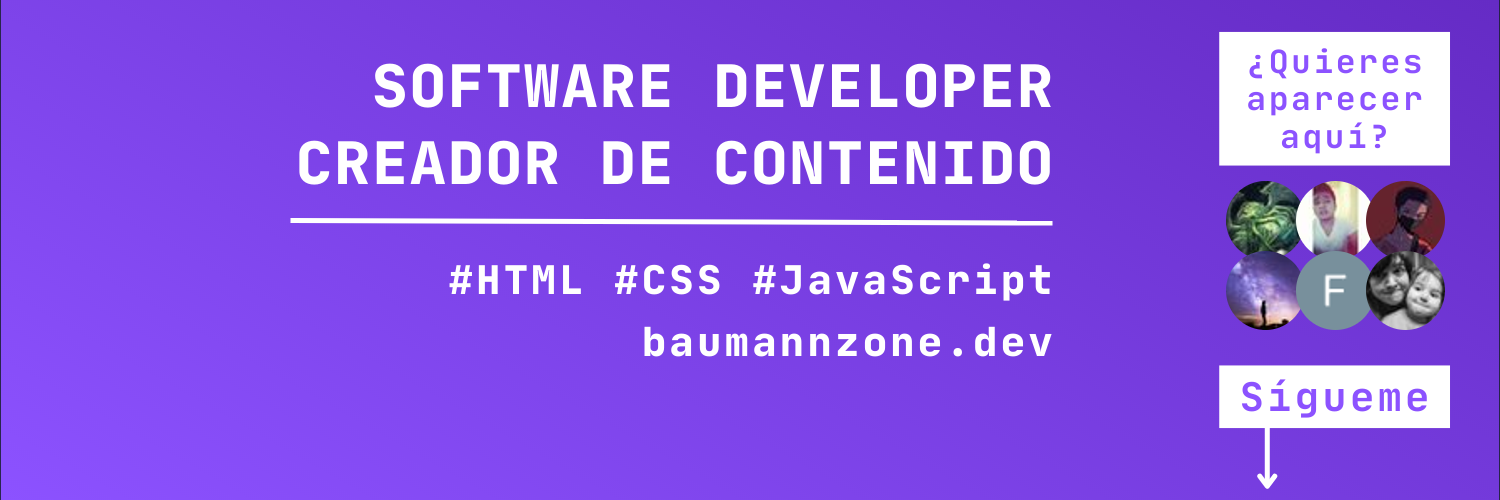 SOFTWARE DEVELOPER
CREADOR DE CONTENIDO
#HTML #CSS #JavaScript
baumannzone.dev
¿Quieres
aparecer
aquí?
F
Sígueme